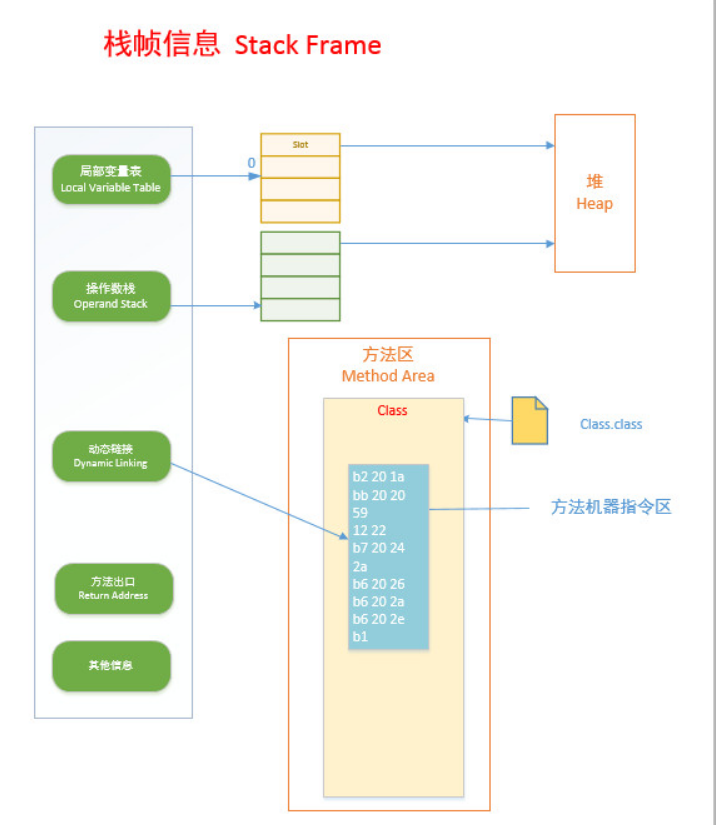 栈帧信息 Stack Frame
局部变量表
Local Variable Table
0
Slot
堆
Heap
操作数栈
Operand Stack
方法区
Method Area
Class
Class.class
动态链接
Dynamic Linking
b2 20 1a
bb 20 20
59
12 22
b7 20 24
2a
b6 20 26
b6 20 2a
b6 20 2e
b1
方法机器指令区
方法出口
Return Address
其他信息